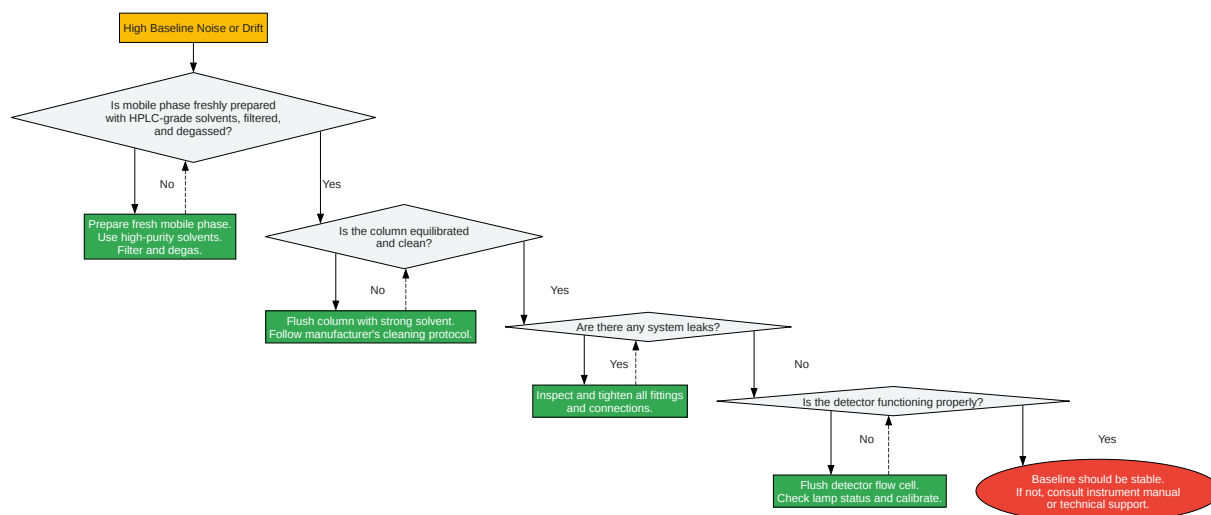 High Baseline Noise or Drift
Is mobile phase freshly prepared
with HPLC-grade solvents, filtered,
and degassed?
No
Yes
Prepare fresh mobile phase.
Use high-purity solvents.
Filter and degas.
Is the column equilibrated
and clean?
No
Yes
Flush column with strong solvent.
Follow manufacturer's cleaning protocol.
Are there any system leaks?
Yes
No
Inspect and tighten all fittings
and connections.
Is the detector functioning properly?
No
Yes
Flush detector flow cell.
Check lamp status and calibrate.
Baseline should be stable.
If not, consult instrument manual
or technical support.